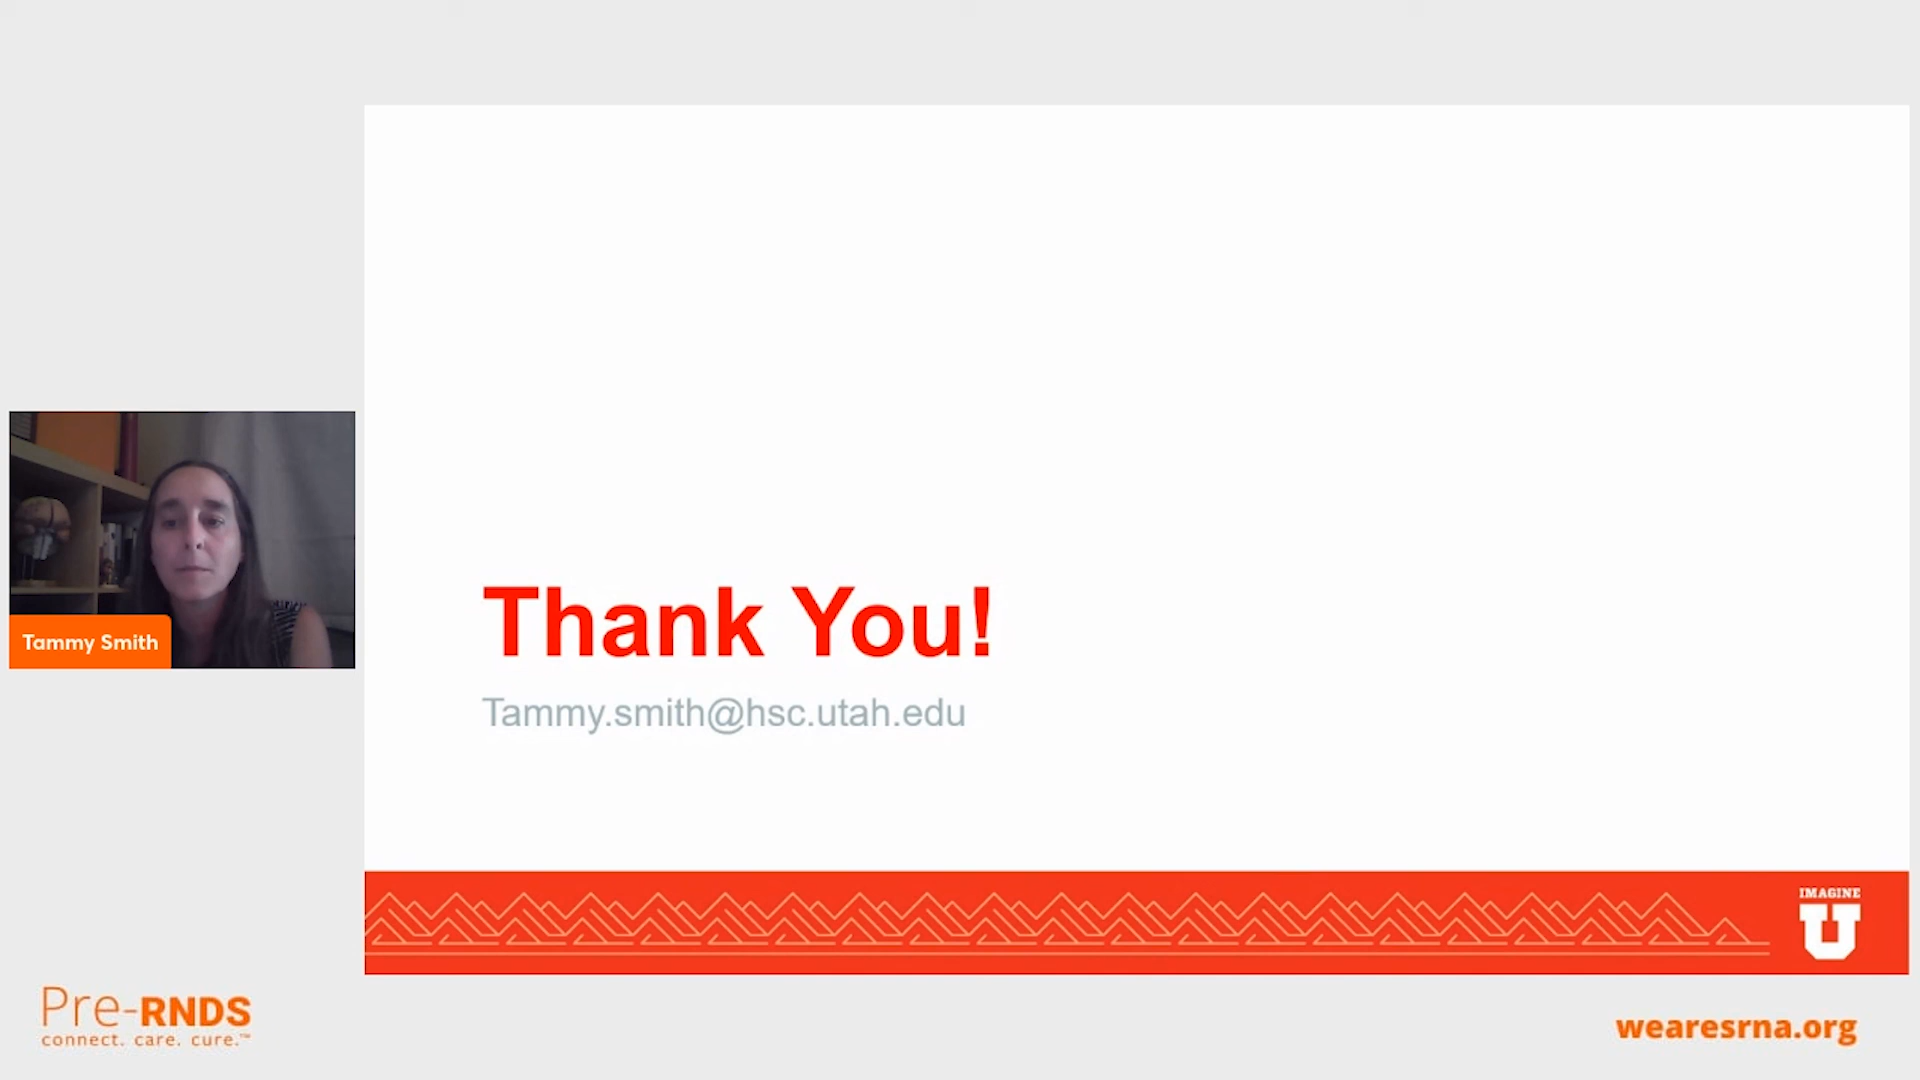 Thank You!
Tammy.smith@hsc.utah.edu
Tammy Smith
IMAGINE
U
Pre-RNDS
connect. care. cure.™
wearesrna.org